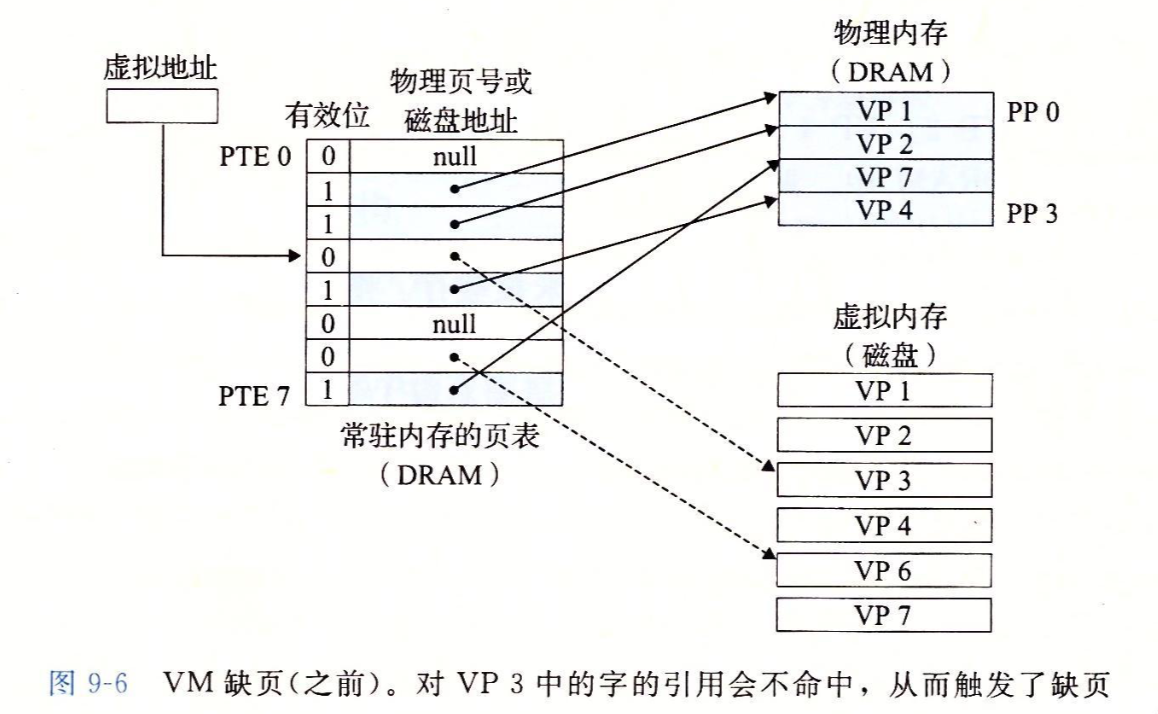 虚拟地址
有效位
物理页号或
磁盘地址
PTE 0
0
null
1
1
0
1
0
null
0
PTE 7
1
常驻内存的页表
（DRAM）
物理内存
（DRAM）
VP 1
PP 0
VP 2
VP 7
VP 4
PP 3
虚拟内存
（磁盘）
VP 1
VP 2
VP 3
VP 4
VP 6
VP 7
图 9-6 VM 缺页(之前)。对 VP 3 中的字的引用会不命中，从而触发了缺页